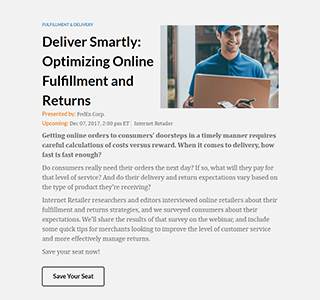 FULFILLMENT & DELIVERY
Deliver Smartly:
Optimizing Online
Fulfillment and
Returns
Presented by: FedEx Corp.
Upcoming: Dec 07, 2017, 2:00 pm ET | Internet Retailer
Getting online orders to consumers' doorsteps in a timely manner requires
careful calculations of costs versus reward. When it comes to delivery, how
fast is fast enough?
Do consumers really need their orders the next day? If so, what will they pay for
that level of service? And do their delivery and return expectations vary based on
the type of product they're receiving?
Internet Retailer researchers and editors interviewed online retailers about their
fulfillment and returns strategies, and we surveyed consumers about their
expectations. We'll share the results of that survey on the webinar, and include
some quick tips for merchants looking to improve the level of customer service
and more effectively manage returns.
Save your seat now!
Save Your Seat